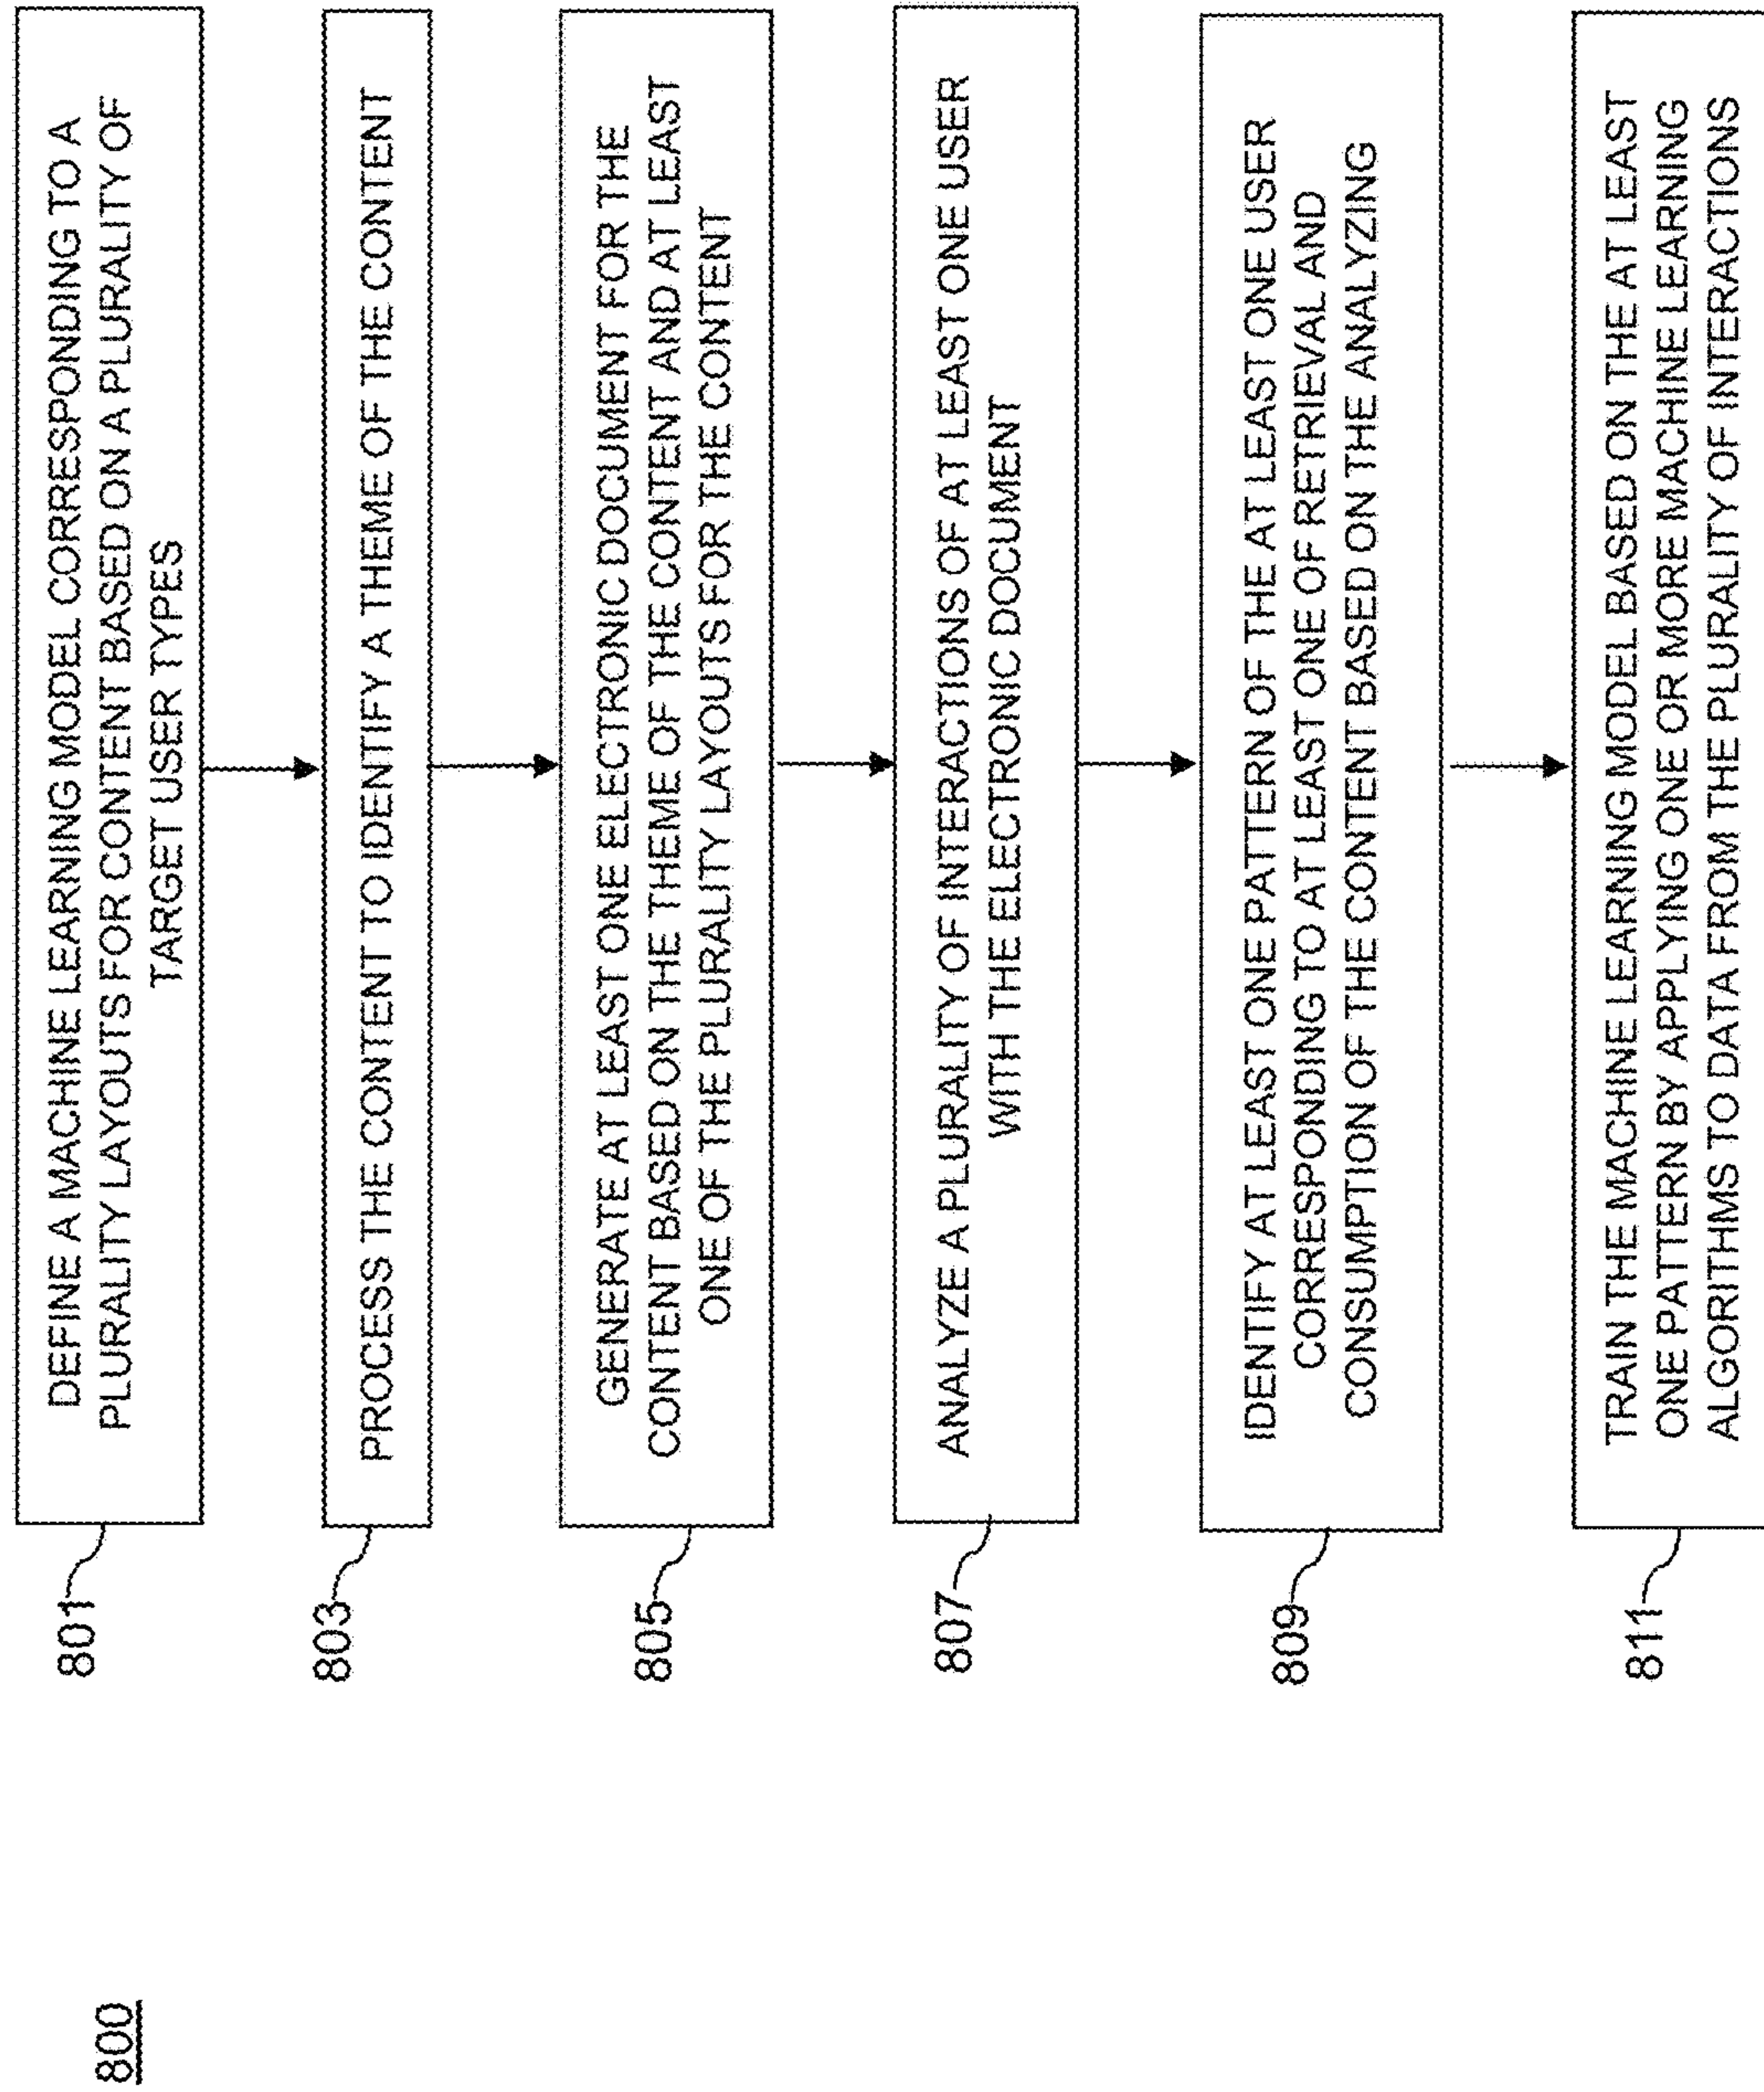 800
801
DEFINE A MACHINE LEARNING MODEL CORRESPONDING TO A
PLURALITY LAYOUTS FOR CONTENT BASED ON A PLURALITY OF
TARGET USER TYPES
803
PROCESS THE CONTENT TO IDENTIFY A THEME OF THE CONTENT
805
GENERATE AT LEAST ONE ELECTRONIC DOCUMENT FOR THE
CONTENT BASED ON THE THEME OF THE CONTENT AND AT LEAST
ONE OF THE PLURALITY LAYOUTS FOR THE CONTENT
807
ANALYZE A PLURALITY OF INTERACTIONS OF AT LEAST ONE USER
WITH THE ELECTRONIC DOCUMENT
809
IDENTIFY AT LEAST ONE PATTERN OF THE AT LEAST ONE USER
CORRESPONDING TO AT LEAST ONE OF RETRIEVAL AND
CONSUMPTION OF THE CONTENT BASED ON THE ANALYZING
811
TRAIN THE MACHINE LEARNING MODEL BASED ON THE AT LEAST
ONE PATTERN BY APPLYING ONE OR MORE MACHINE LEARNING
ALGORITHMS TO DATA FROM THE PLURALITY OF INTERACTIONS